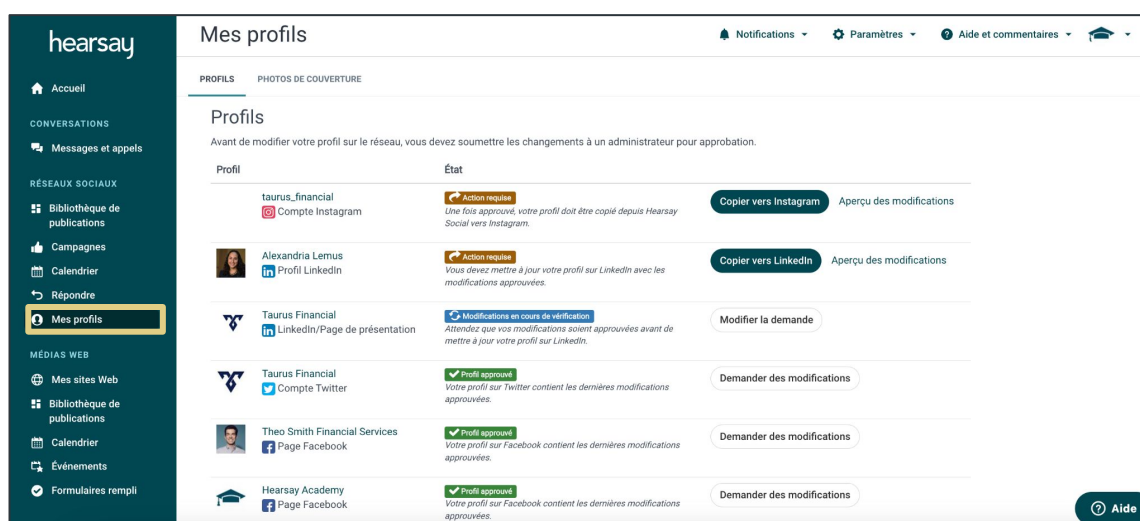 hearsay
Mes profils
Notifications
Paramètres
Aide et commentaires
Accueil
CONVERSATIONS
Messages et appels
RÉSEAUX SOCIAUX
Bibliothèque de
publications
Campagnes
Calendrier
Répondre
Mes profils
MÉDIAS WEB
Mes sites Web
Bibliothèque de
publications
Calendrier
Événements
Formulaires rempli
PROFILS PHOTOS DE COUVERTURE
Profils
Avant de modifier votre profil sur le réseau, vous devez soumettre les changements à un administrateur pour approbation.
Profil État
taurus_financial
Compte Instagram
Action requise
Une fois approuvé, votre profil doit être copié depuis Hearsay
Social vers Instagram.
Copier vers Instagram Aperçu des modifications
Alexandria Lemus
Profil LinkedIn
Action requise
Vous devez mettre à jour votre profil sur LinkedIn avec les
modifications approuvées.
Copier vers LinkedIn Aperçu des modifications
Taurus Financial
LinkedIn/Page de présentation
Modifications en cours de vérification
Attendez que vos modifications soient approuvées avant de
mettre à jour votre profil sur LinkedIn.
Modifier la demande
Taurus Financial
Compte Twitter
Profil approuvé
Votre profil sur Twitter contient les dernières modifications
approuvées.
Demander des modifications
Theo Smith Financial Services
Page Facebook
Profil approuvé
Votre profil sur Facebook contient les dernières modifications
approuvées.
Demander des modifications
Hearsay Academy
Page Facebook
Profil approuvé
Votre profil sur Facebook contient les dernières modifications
approuvées.
Demander des modifications
Aide